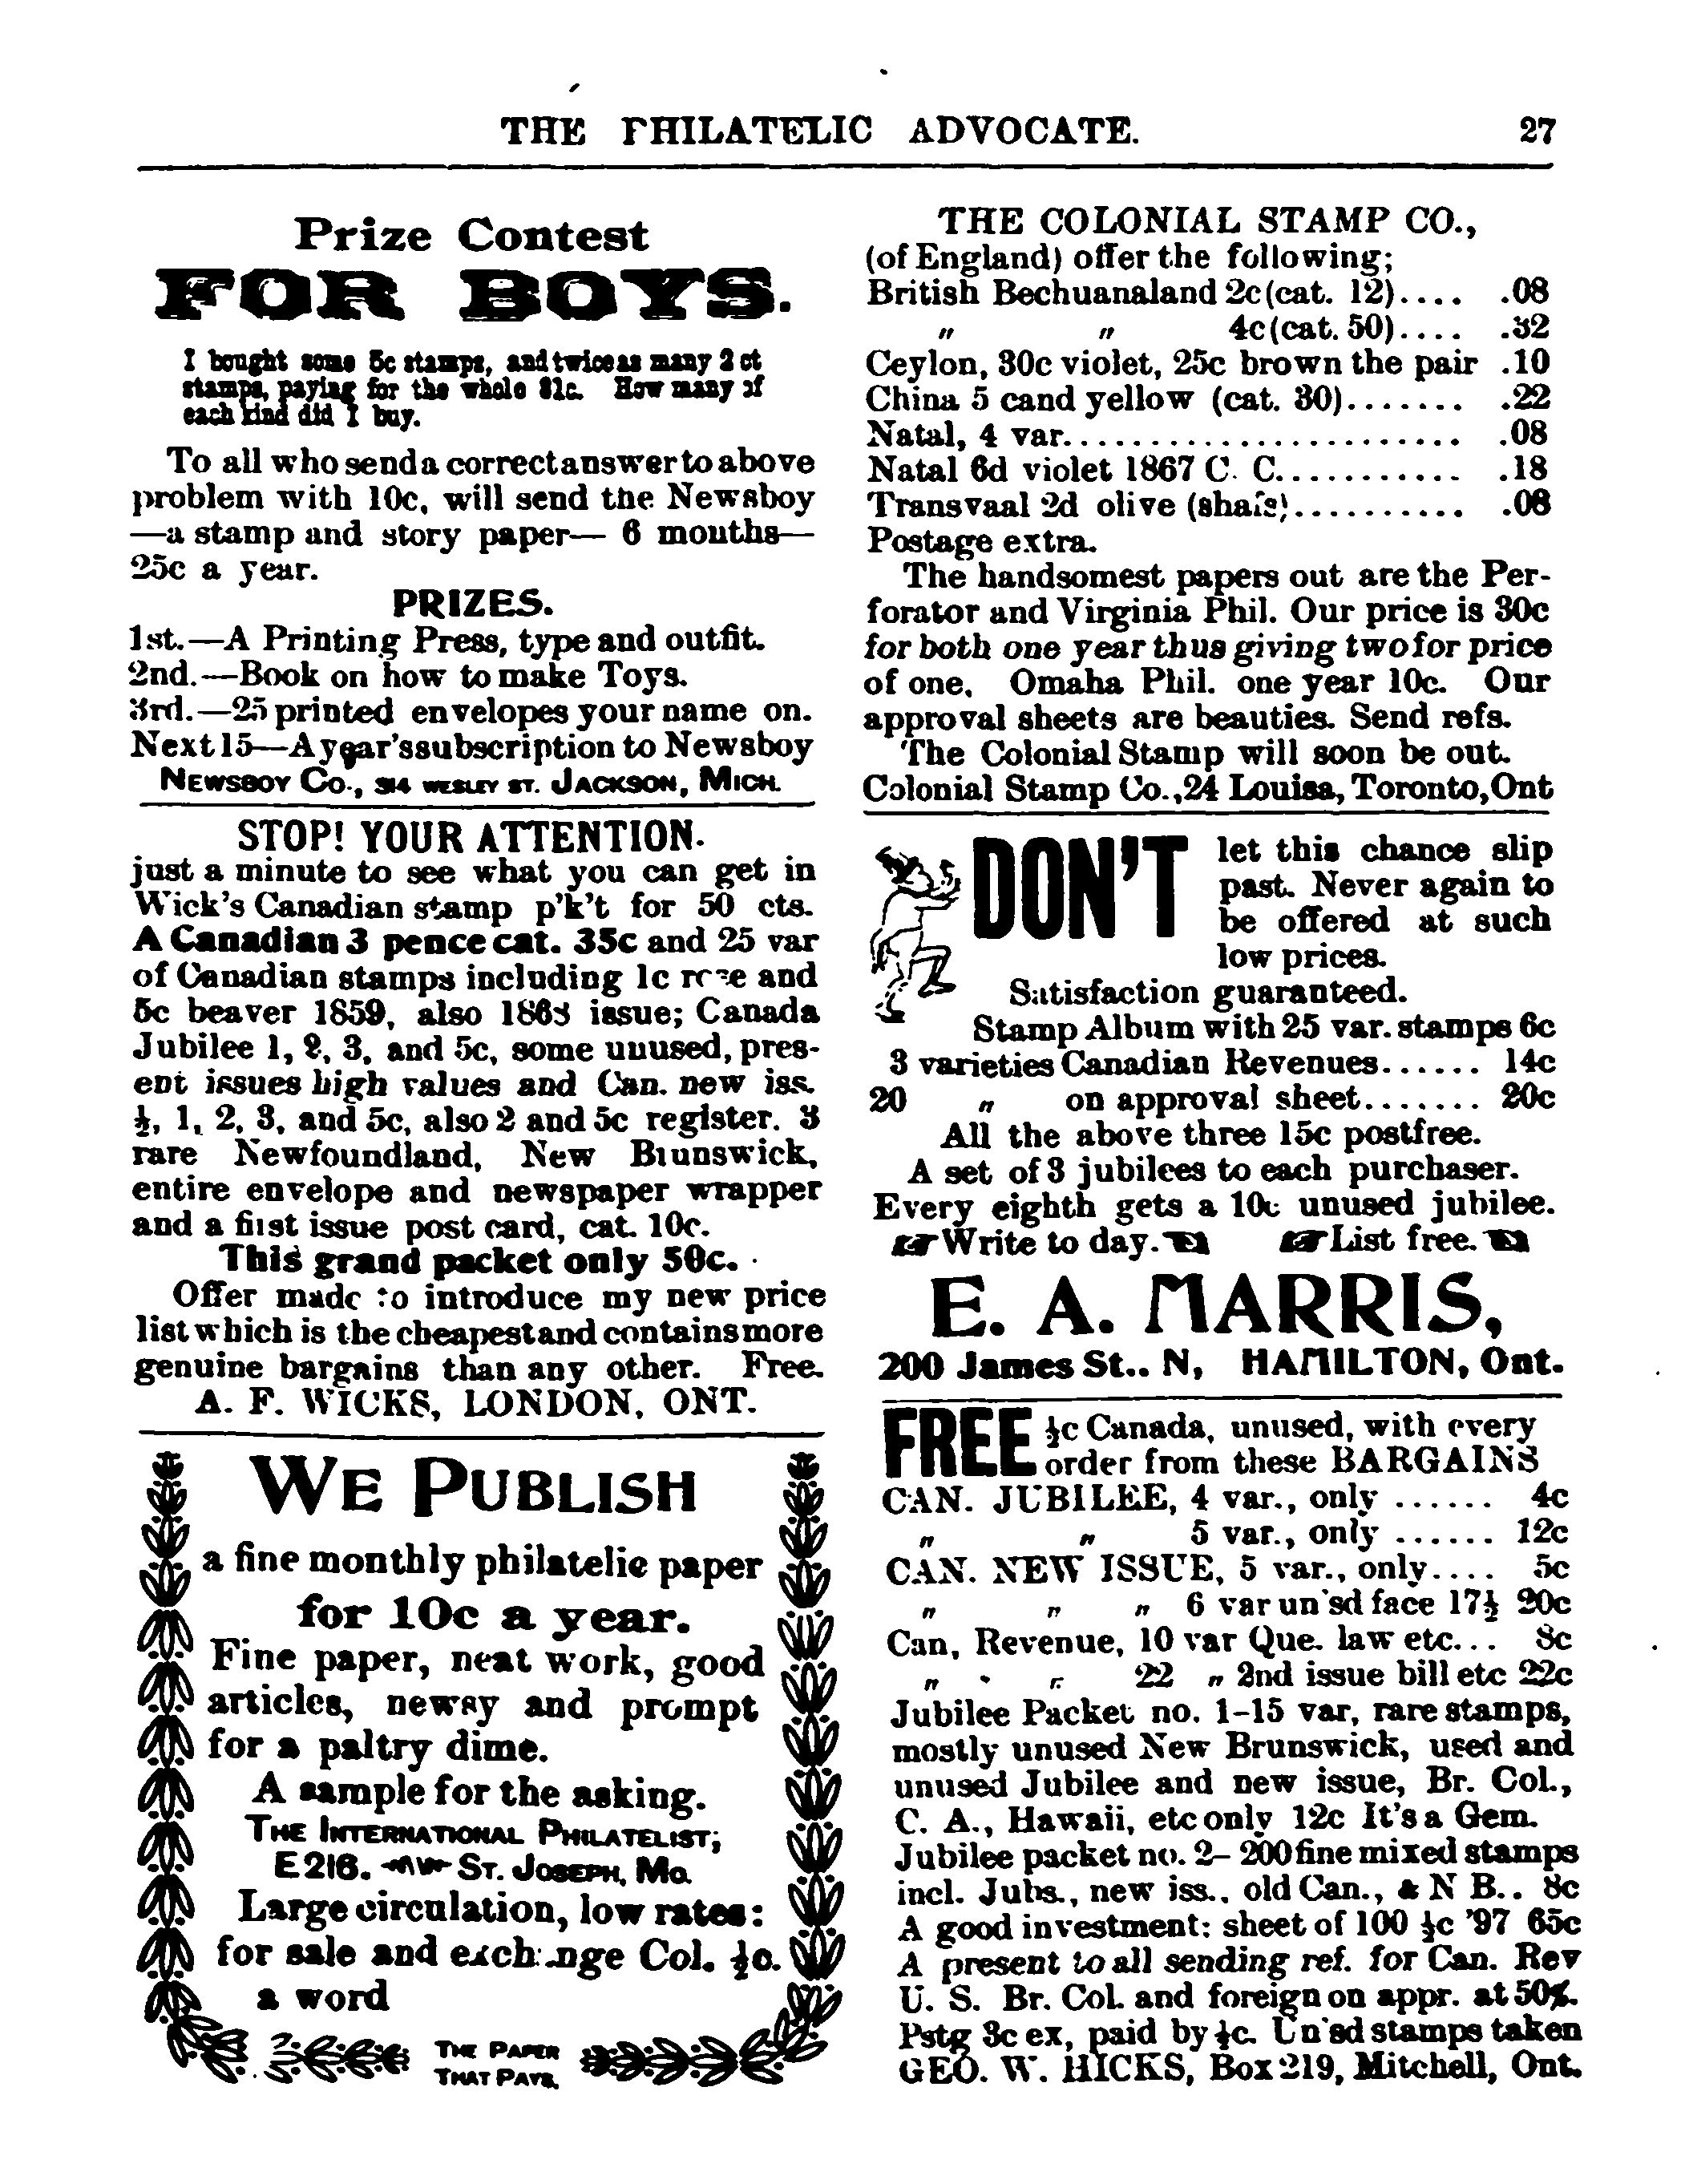 THE PHILATELIC ADVOCATE. 27
Prize Contest
FOR BOYS.
I bought some 5c stamps, and twice as many 2 ct
stamps, paying for the whole 81c. How many of
each kind did I buy.
To all who send a correct answer to above
problem with 10c, will send the Newsboy
—a stamp and story paper— 6 mouths—
25c a year.
PRIZES.
1st.—A Printing Press, type and outfit.
2nd.—Book on how to make Toys.
3rd.—25 printed envelopes your name on.
Next 15—A year's subscription to Newsboy
NEWSBOY CO., 314 WESLEY ST. JACKSON, MICH.
STOP! YOUR ATTENTION.
just a minute to see what you can get in
Wick's Canadian stamp p'k't for 50 cts.
A Canadian 3 pence cat. 35c and 25 var
of Canadian stamps including 1c rose and
5c beaver 1859, also 1868 issue; Canada
Jubilee 1, 2, 3, and 5c, some unused, pres-
ent issues high values and Can. new iss.
½, 1, 2, 3, and 5c, also 2 and 5c register. 3
rare Newfoundland, New Brunswick,
entire envelope and newspaper wrapper
and a first issue post card, cat. 10c.
This grand packet only 50c.
Offer made to introduce my new price
list which is the cheapest and contains more
genuine bargains than any other. Free.
A. F. WICKS, LONDON, ONT.
WE PUBLISH
a fine monthly philatelic paper
for 10c a year.
Fine paper, neat work, good
articles, newsy and prompt
for a paltry dime.
A sample for the asking.
THE INTERNATIONAL PHILATELIST,
E 216. ST. JOSEPH, MO.
Large circulation, low rates:
for sale and exchange Col. ½c.
a word
THE PAPER
THAT PAYS.
THE COLONIAL STAMP CO.,
(of England) offer the following;
British Bechuanaland 2c (cat. 12).... .08
" " 4c (cat. 50).... .32
Ceylon, 30c violet, 25c brown the pair .10
China 5 cand yellow (cat. 30)....... .22
Natal, 4 var....................... .08
Natal 6d violet 1867 C. C........... .18
Transvaal 2d olive (shafs).......... .08
Postage extra.
The handsomest papers out are the Per-
forator and Virginia Phil. Our price is 30c
for both one year thus giving two for price
of one. Omaha Phil. one year 10c. Our
approval sheets are beauties. Send refs.
The Colonial Stamp will soon be out.
Colonial Stamp Co., 24 Louisa, Toronto, Ont
DON'T let this chance slip
past. Never again to
be offered at such
low prices.
Satisfaction guaranteed.
Stamp Album with 25 var. stamps 6c
3 varieties Canadian Revenues...... 14c
20 " on approval sheet....... 20c
All the above three 15c postfree.
A set of 3 jubilees to each purchaser.
Every eighth gets a 10c unused jubilee.
☞Write to day.☜ ☞List free.☜
E. A. MARRIS,
200 James St.. N, HAMILTON, Ont.
FREE ½c Canada, unused, with every
order from these BARGAINS
CAN. JUBILEE, 4 var., only ...... 4c
" " 5 var., only ...... 12c
CAN. NEW ISSUE, 5 var., only.... 5c
" " " 6 var un'sd face 17½ 20c
Can, Revenue, 10 var Que. law etc... 8c
" " 22 " 2nd issue bill etc 22c
Jubilee Packet no. 1-15 var, rare stamps,
mostly unused New Brunswick, used and
unused Jubilee and new issue, Br. Col.,
C. A., Hawaii, etc only 12c It's a Gem.
Jubilee packet no. 2– 200 fine mixed stamps
incl. Jubs., new iss., old Can., & N B.. 8c
A good investment: sheet of 100 ½c '97 65c
A present to all sending ref. for Can. Rev
U. S. Br. Col. and foreign on appr. at 50%.
Pstg 3c ex, paid by ½c. Un'sd stamps taken
GEO. W. HICKS, Box 219, Mitchell, Ont.